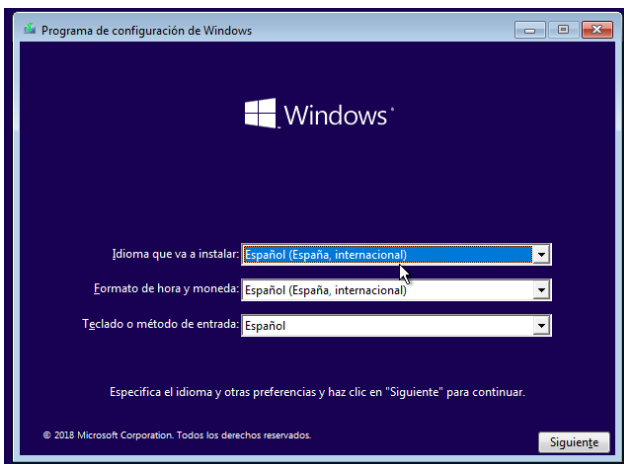 Programa de configuración de Windows
Windows
Idioma que va a instalar: Español (España, internacional)
Formato de hora y moneda: Español (España, internacional)
Teclado o método de entrada: Español
Especifica el idioma y otras preferencias y haz clic en "Siguiente" para continuar.
© 2018 Microsoft Corporation. Todos los derechos reservados.
Siguiente